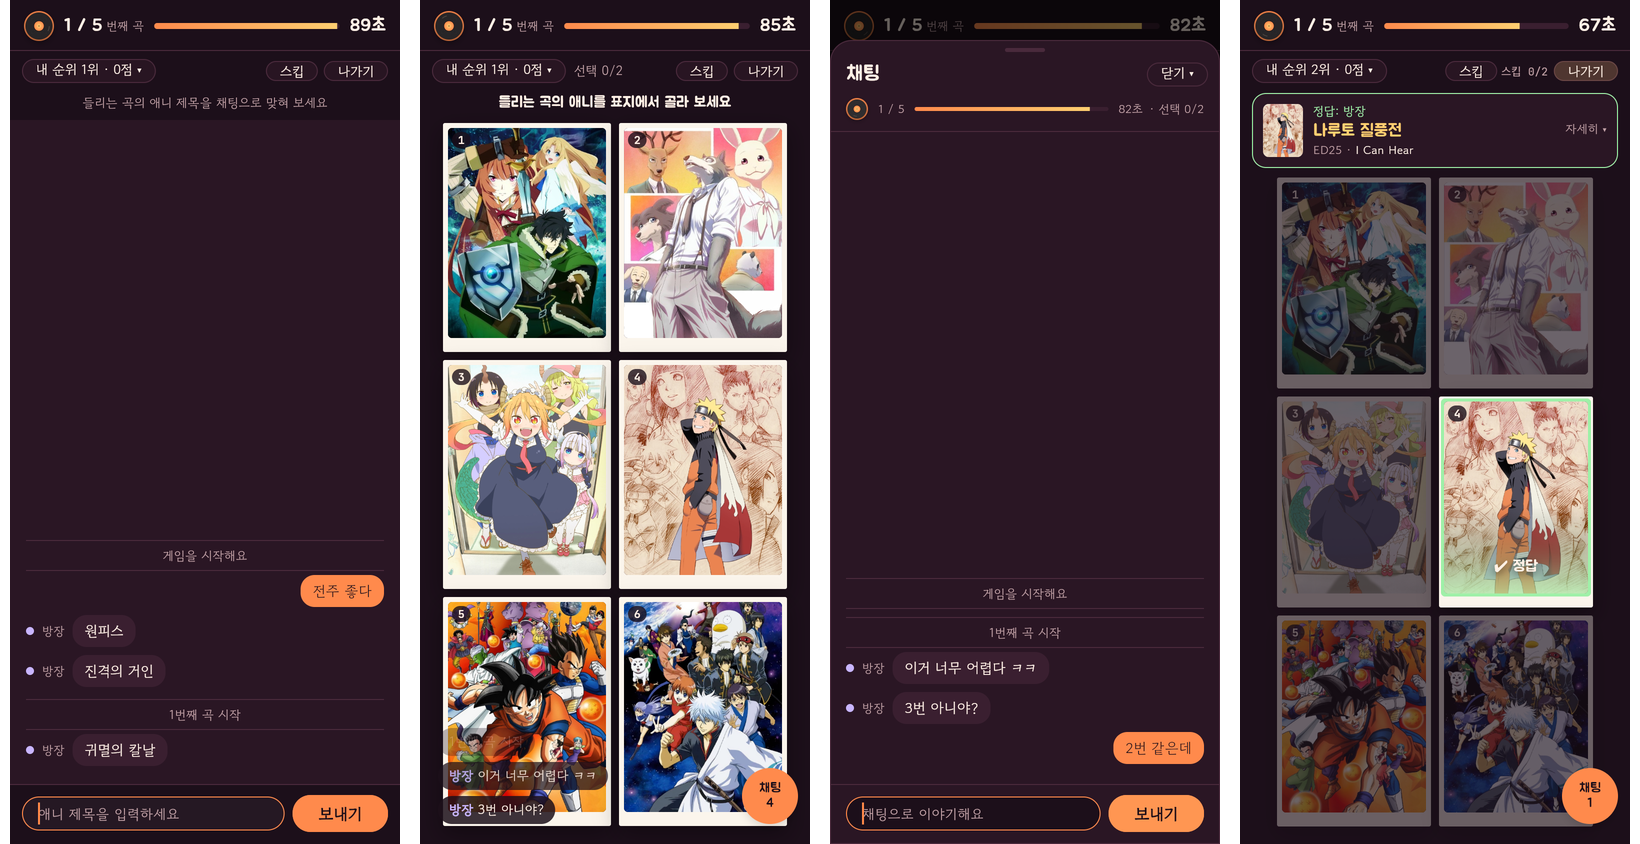 1 / 5 번째 곡 89초
내 순위 1위 · 0점 ▾ 스킵 나가기
들리는 곡의 애니 제목을 채팅으로 맞혀 보세요
게임을 시작해요
전주 좋다
방장 원피스
방장 진격의 거인
1번째 곡 시작
방장 귀멸의 칼날
애니 제목을 입력하세요 보내기
1 / 5 번째 곡 85초
내 순위 1위 · 0점 ▾ 선택 0/2 스킵 나가기
들리는 곡의 애니를 표지에서 골라 보세요
1 2
3 4
5 6
방장 이거 너무 어렵다 ㅋㅋ
방장 3번 아니야?
채팅
4
1 / 5 번째 곡 82초
채팅 닫기 ▾
1 / 5 82초 · 선택 0/2
게임을 시작해요
1번째 곡 시작
방장 이거 너무 어렵다 ㅋㅋ
방장 3번 아니야?
2번 같은데
채팅으로 이야기해요 보내기
1 / 5 번째 곡 67초
내 순위 2위 · 0점 ▾ 스킵 스킵 0/2 나가기
정답: 방장
나루토 질풍전 자세히 ▾
ED25 · I Can Hear
1 2
3 4
✓ 정답
5 6
채팅
1